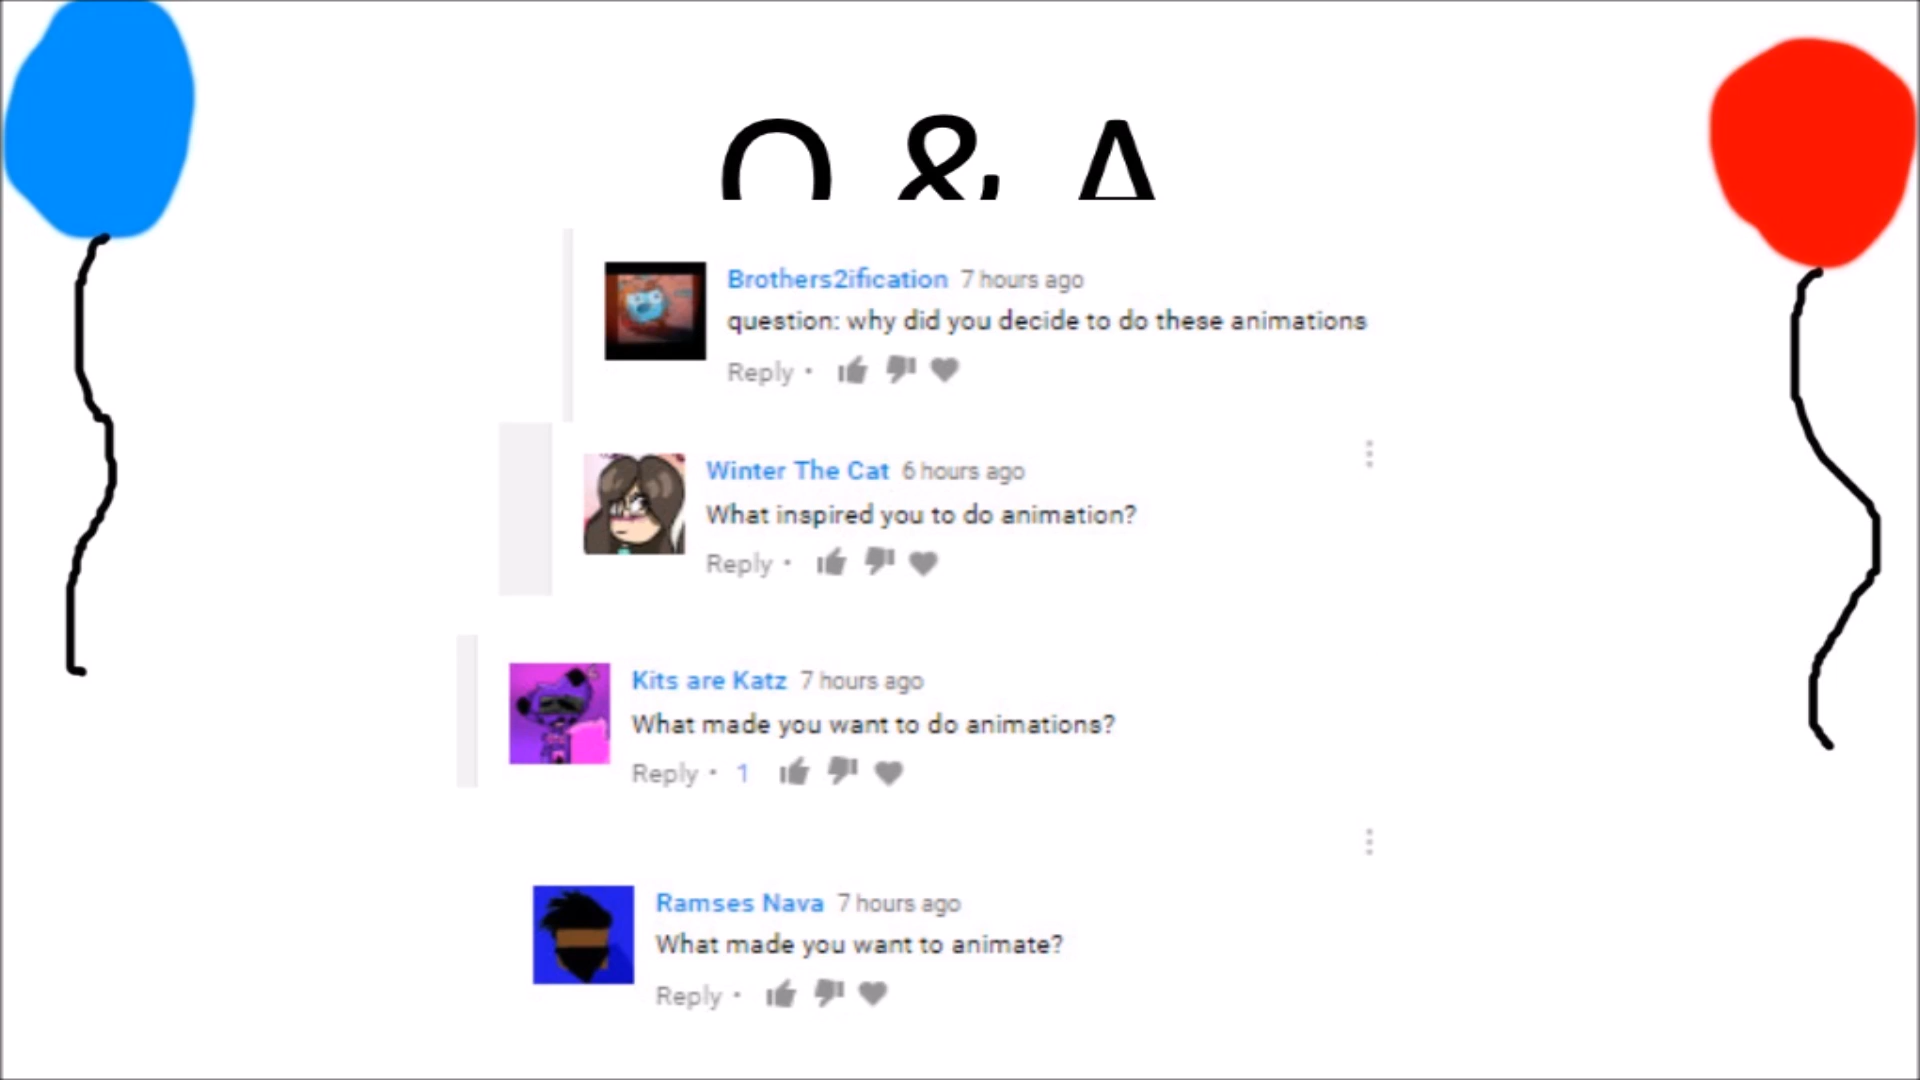 Q & A
Brothers2ification 7 hours ago
question: why did you decide to do these animations
Reply •
Winter The Cat 6 hours ago
What inspired you to do animation?
Reply •
Kits are Katz 7 hours ago
What made you want to do animations?
Reply • 1
Ramses Nava 7 hours ago
What made you want to animate?
Reply •